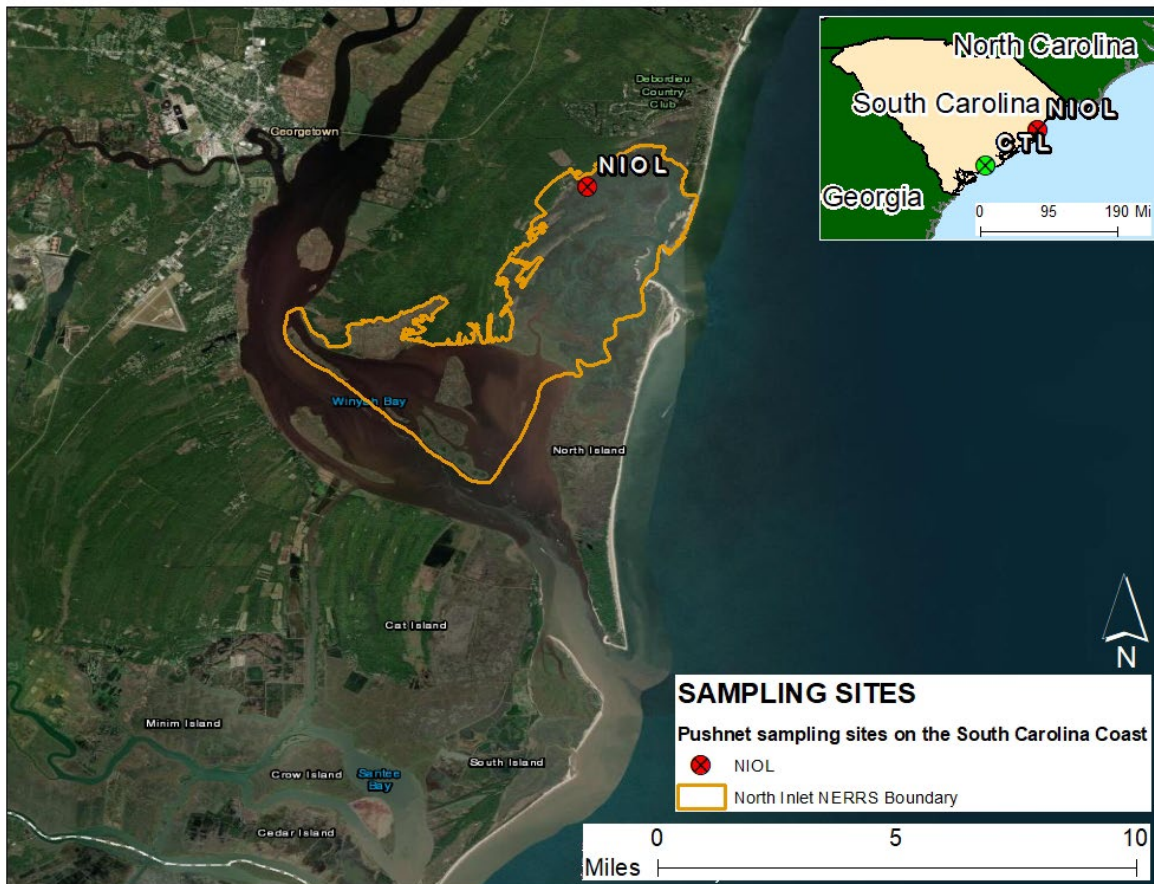 North Carolina
South Carolina
NIOL
CTL
Georgia
0 95 190 Mi
Debordieu
Country
Club
Georgetown
NIOL
Winyah Bay
North Island
Cat Island
N
Minim Island
Crow Island
Santee
Bay
South Island
Cedar Island
SAMPLING SITES
Pushnet sampling sites on the South Carolina Coast
NIOL
North Inlet NERRS Boundary
0 5 10
Miles